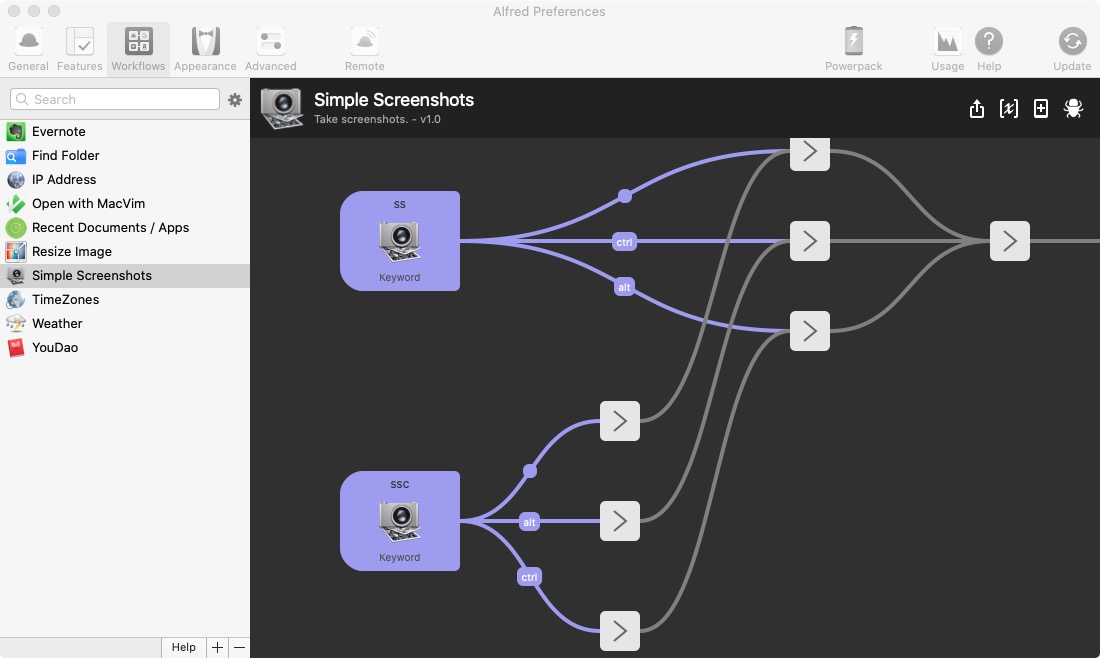 Alfred Preferences
General
Features
Workflows
Appearance
Advanced
Remote
Powerpack
Usage
Help
Update
Search
Evernote
Find Folder
IP Address
Open with MacVim
Recent Documents / Apps
Resize Image
Simple Screenshots
TimeZones
Weather
YouDao
Help
Simple Screenshots
Take screenshots. - v1.0
ss
Keyword
ctrl
alt
ssc
Keyword
alt
ctrl